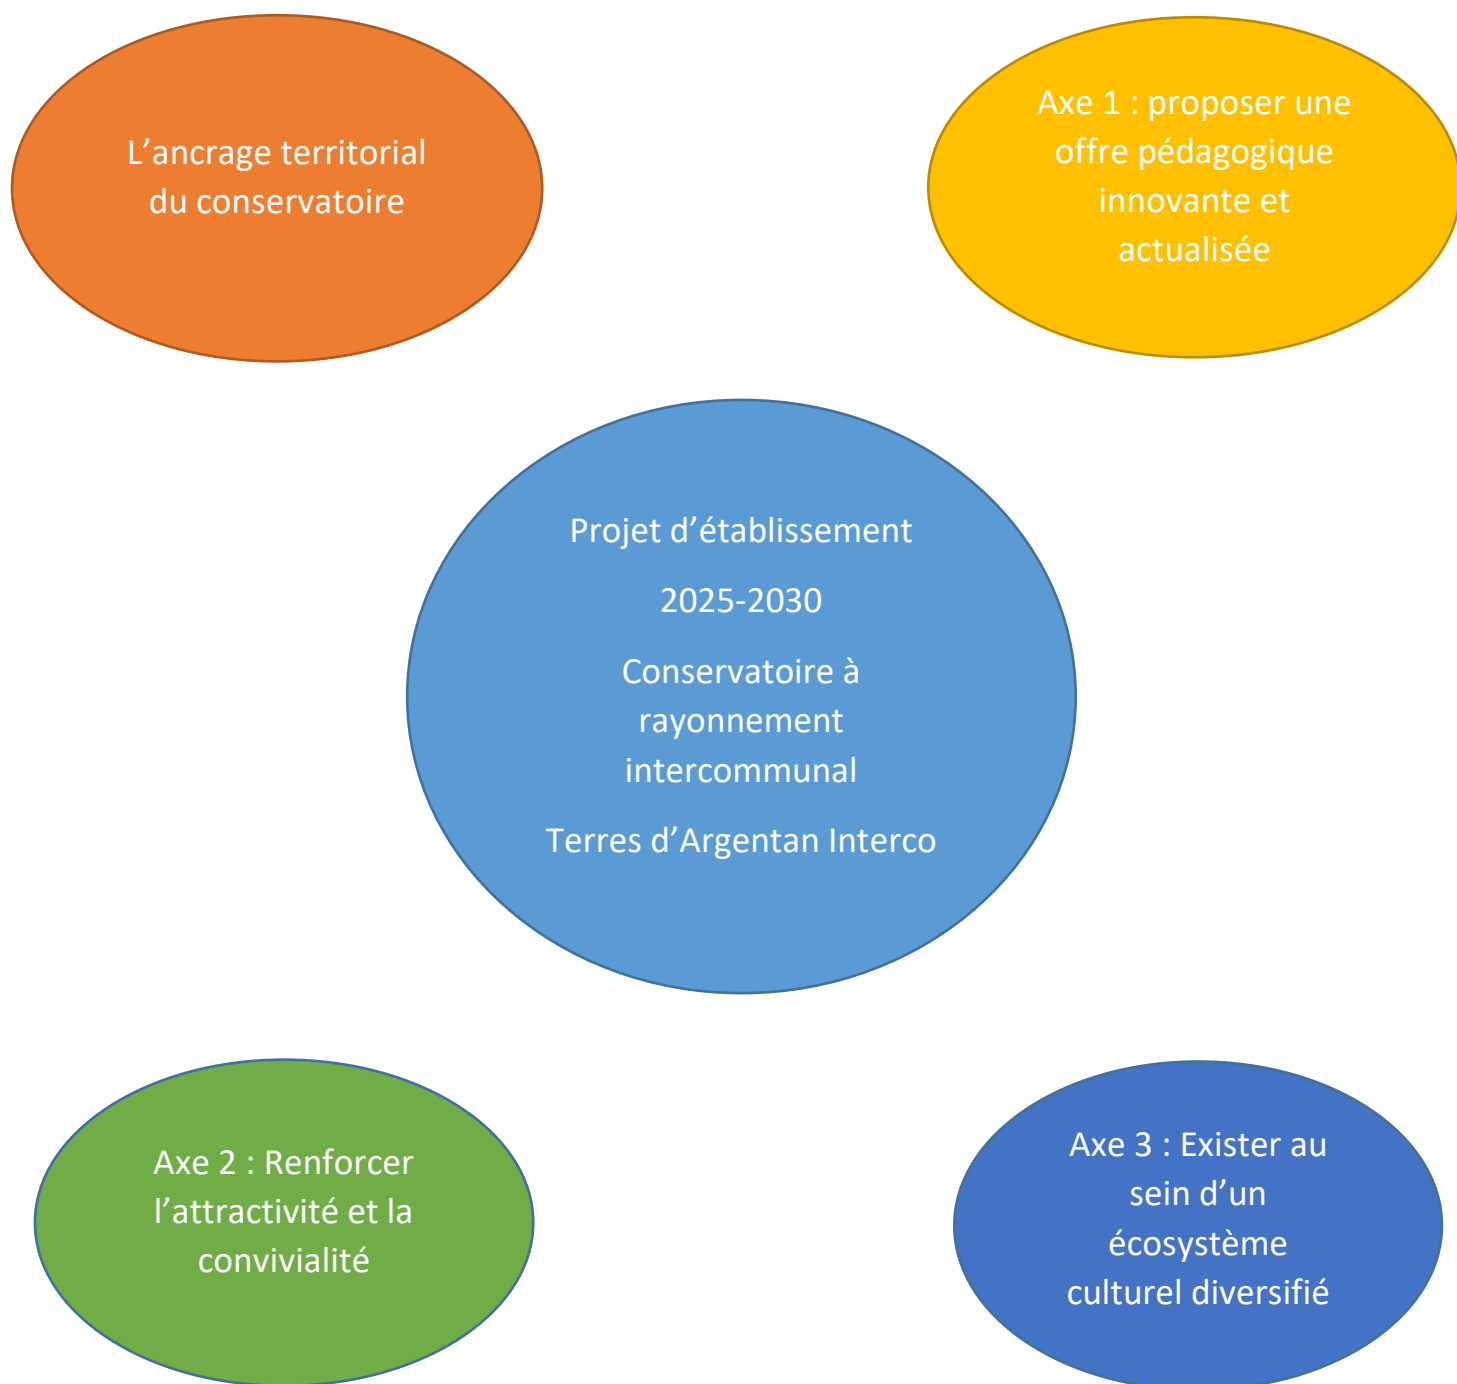 L’ancrage territorial
du conservatoire
Axe 1 : proposer une
offre pédagogique
innovante et
actualisée
Projet d’établissement
2025-2030
Conservatoire à
rayonnement
intercommunal
Terres d’Argentan Interco
Axe 2 : Renforcer
l’attractivité et la
convivialité
Axe 3 : Exister au
sein d’un
écosystème
culturel diversifié